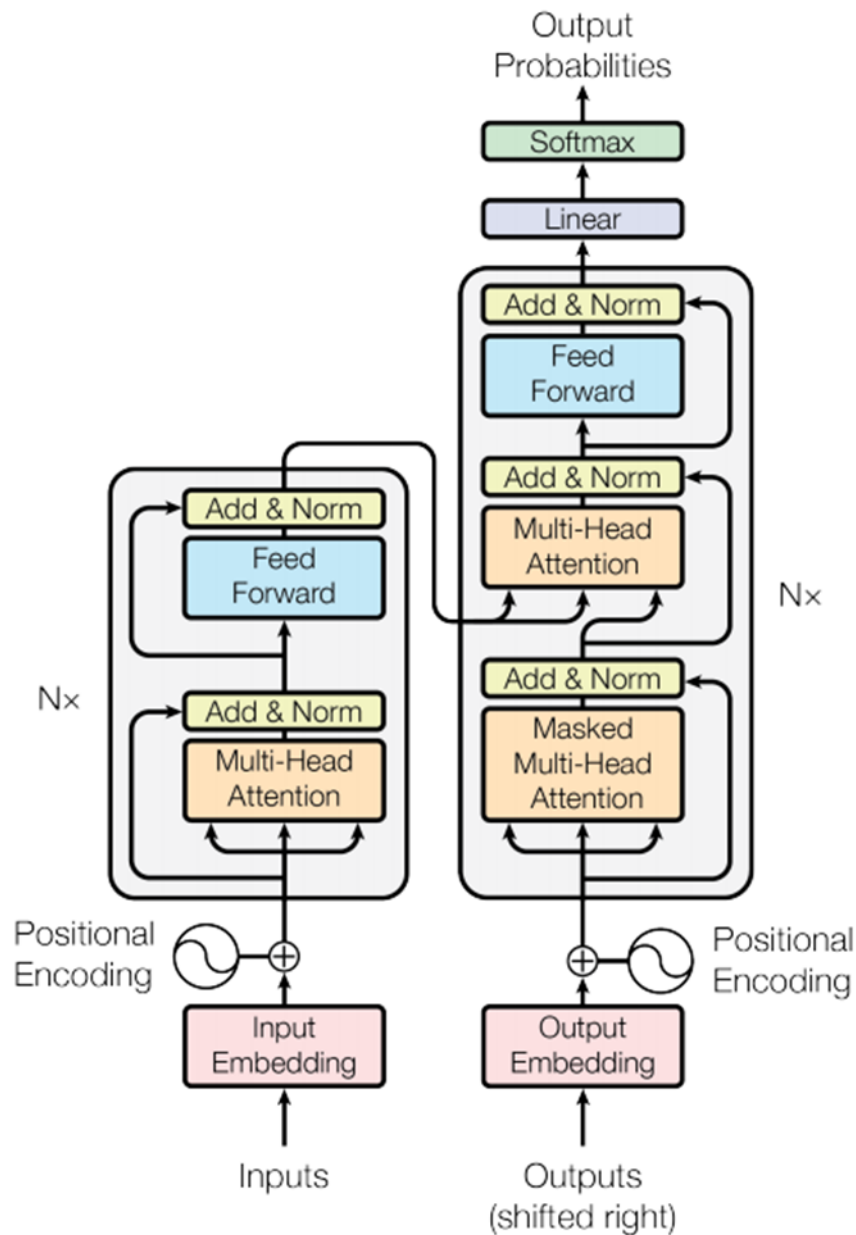 Output
Probabilities
Softmax
Linear
Add & Norm
Feed
Forward
Add & Norm
Multi-Head
Attention
Nx
Add & Norm
Masked
Multi-Head
Attention
Add & Norm
Feed
Forward
Nx
Add & Norm
Multi-Head
Attention
Positional
Encoding
Positional
Encoding
Input
Embedding
Output
Embedding
Inputs
Outputs
(shifted right)